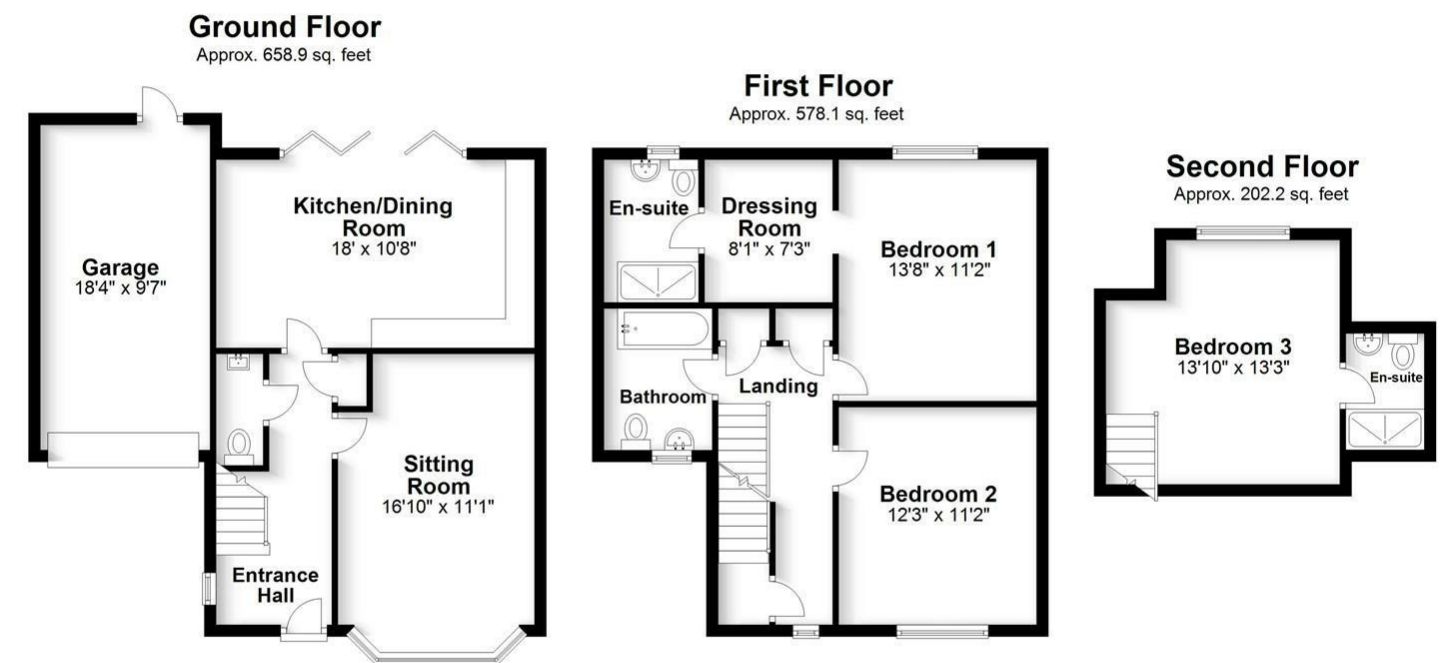 Ground Floor
Approx. 658.9 sq. feet
Kitchen/Dining
Room
18' x 10'8"
Garage
18'4" x 9'7"
Sitting
Room
16'10" x 11'1"
Entrance
Hall
First Floor
Approx. 578.1 sq. feet
En-suite
Dressing
Room
8'1" x 7'3"
Bedroom 1
13'8" x 11'2"
Bathroom
Landing
Bedroom 2
12'3" x 11'2"
Second Floor
Approx. 202.2 sq. feet
Bedroom 3
13'10" x 13'3"
En-suite